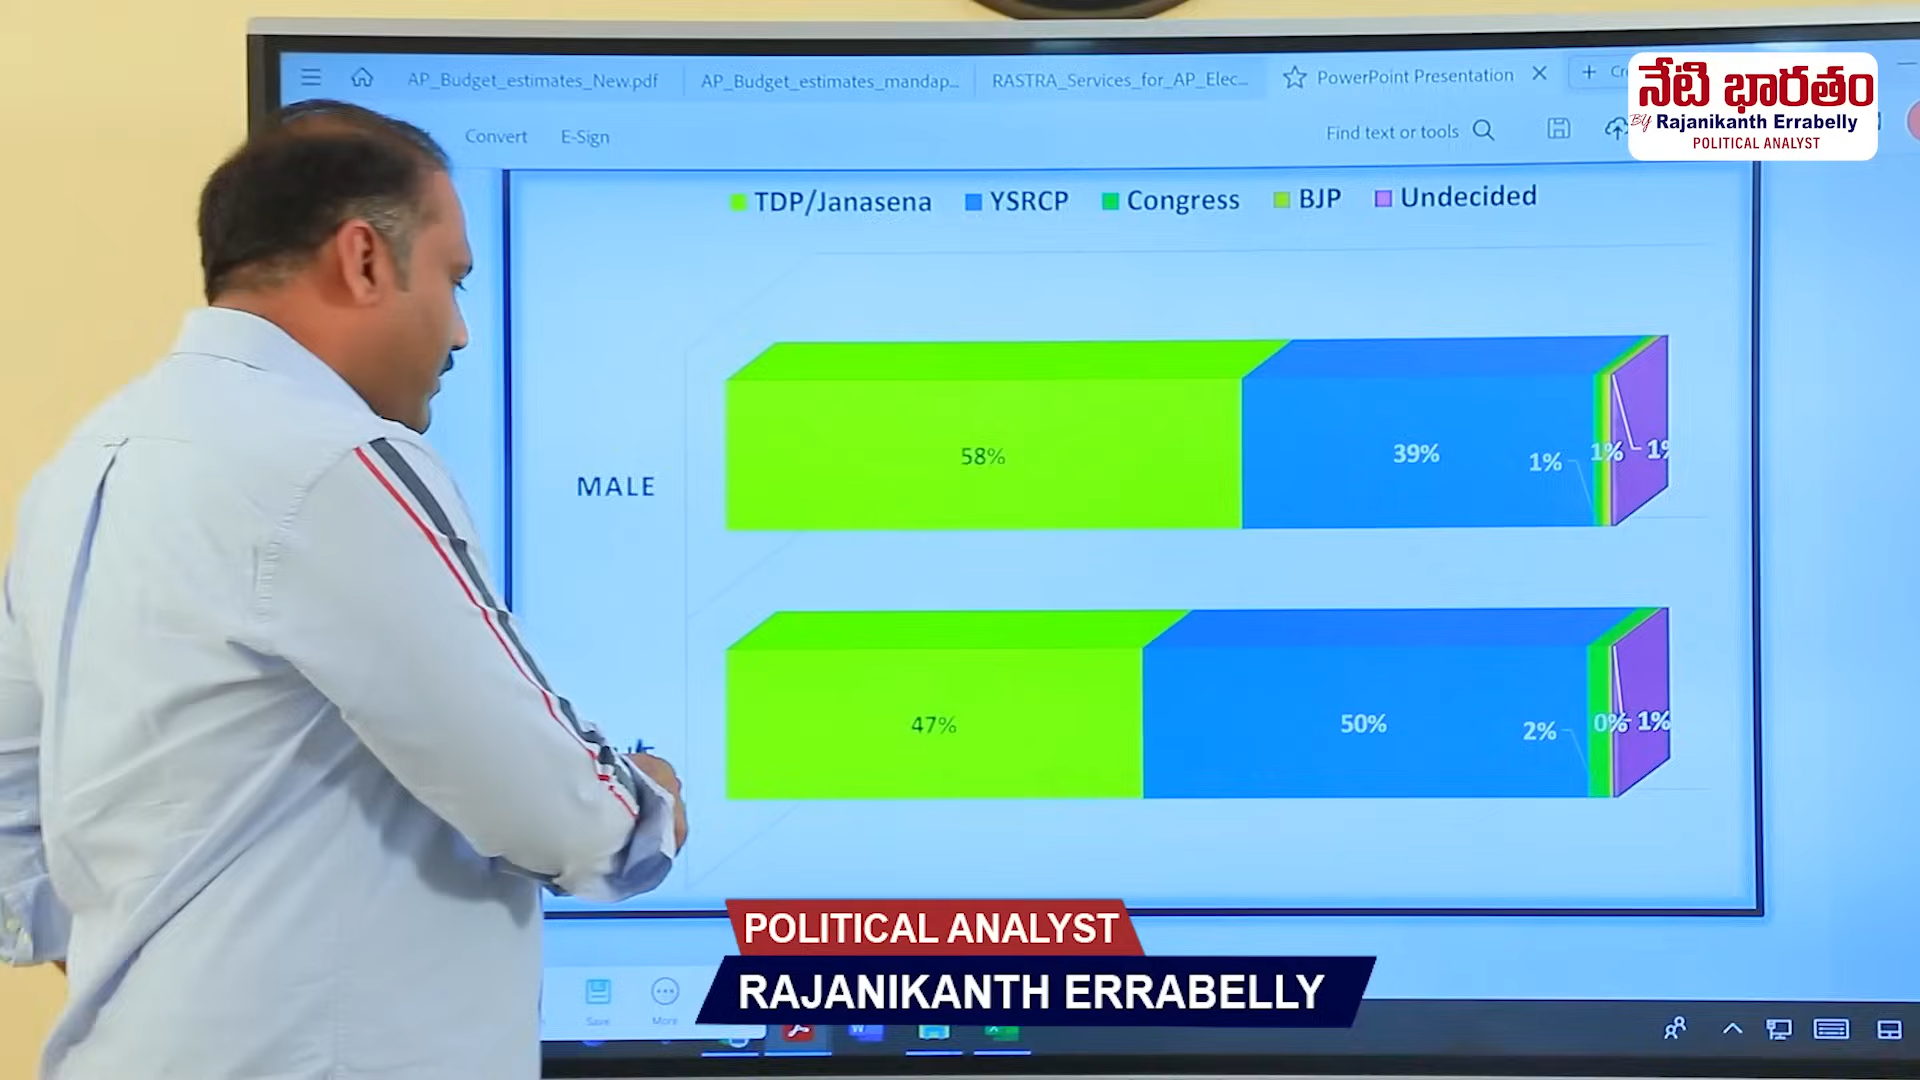 AP_Budget_estimates_New.pdf
AP_Budget_estimates_mandap...
RASTRA_Services_for_AP_Elec...
PowerPoint Presentation
నేటి భారతం
BY Rajanikanth Errabelly
POLITICAL ANALYST
Convert
E-Sign
Find text or tools
TDP/Janasena
YSRCP
Congress
BJP
Undecided
MALE
58%
39%
1%
1%
47%
50%
2%
0%
1%
POLITICAL ANALYST
RAJANIKANTH ERRABELLY
Save
More